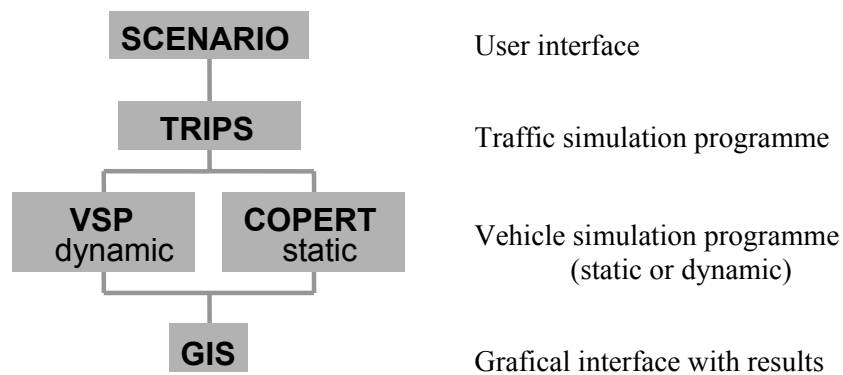 SCENARIO
User interface
TRIPS
Traffic simulation programme
VSP
dynamic
COPERT
static
Vehicle simulation programme
(static or dynamic)
GIS
Grafical interface with results